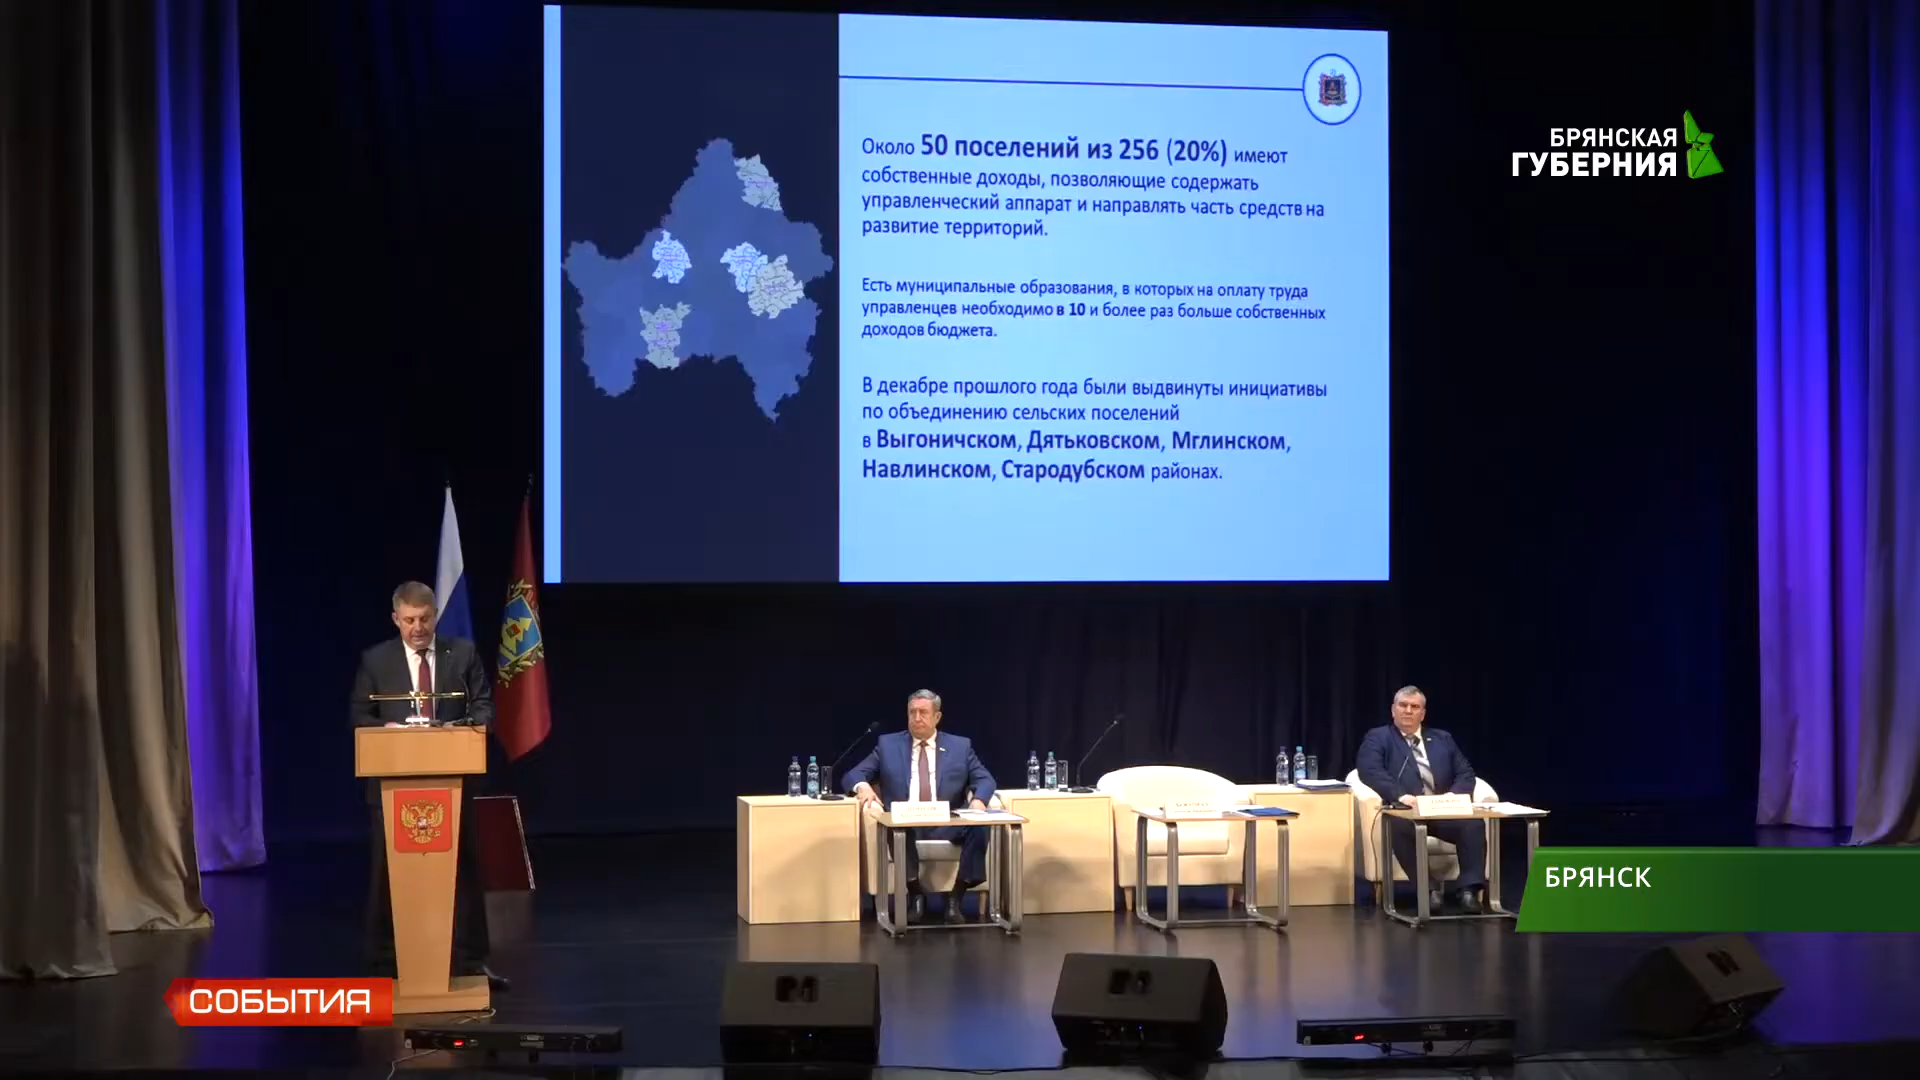 Около 50 поселений из 256 (20%) имеют
собственные доходы, позволяющие содержать
управленческий аппарат и направлять часть средств на
развитие территорий.
Есть муниципальные образования, в которых на оплату труда
управленцев необходимо в 10 и более раз больше собственных
доходов бюджета.
В декабре прошлого года были выдвинуты инициативы
по объединению сельских поселений
в Выгоничском, Дятьковском, Мглинском,
Навлинском, Стародубском районах.
БРЯНСКАЯ
ГУБЕРНИЯ
БРЯНСК
СОБЫТИЯ